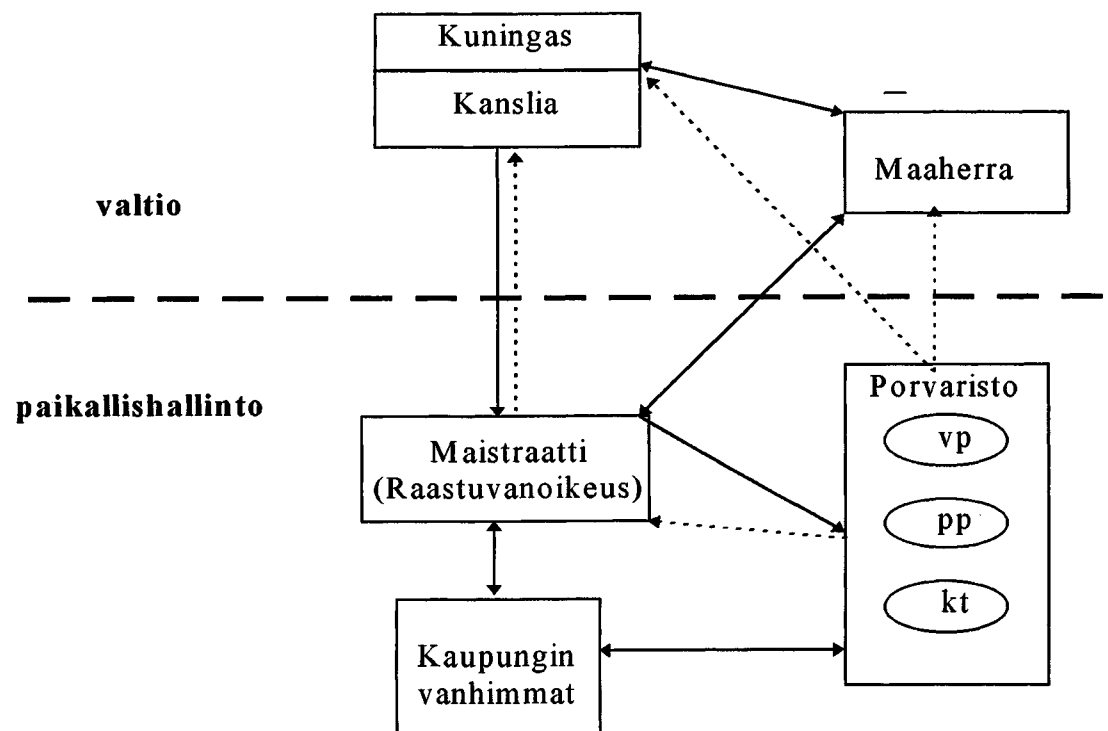 Kuningas
Kanslia
Maaherra
valtio
paikallishallinto
Porvaristo
vp
Maistraatti
(Raastuvanoikeus)
pp
kt
Kaupungin
vanhimmat